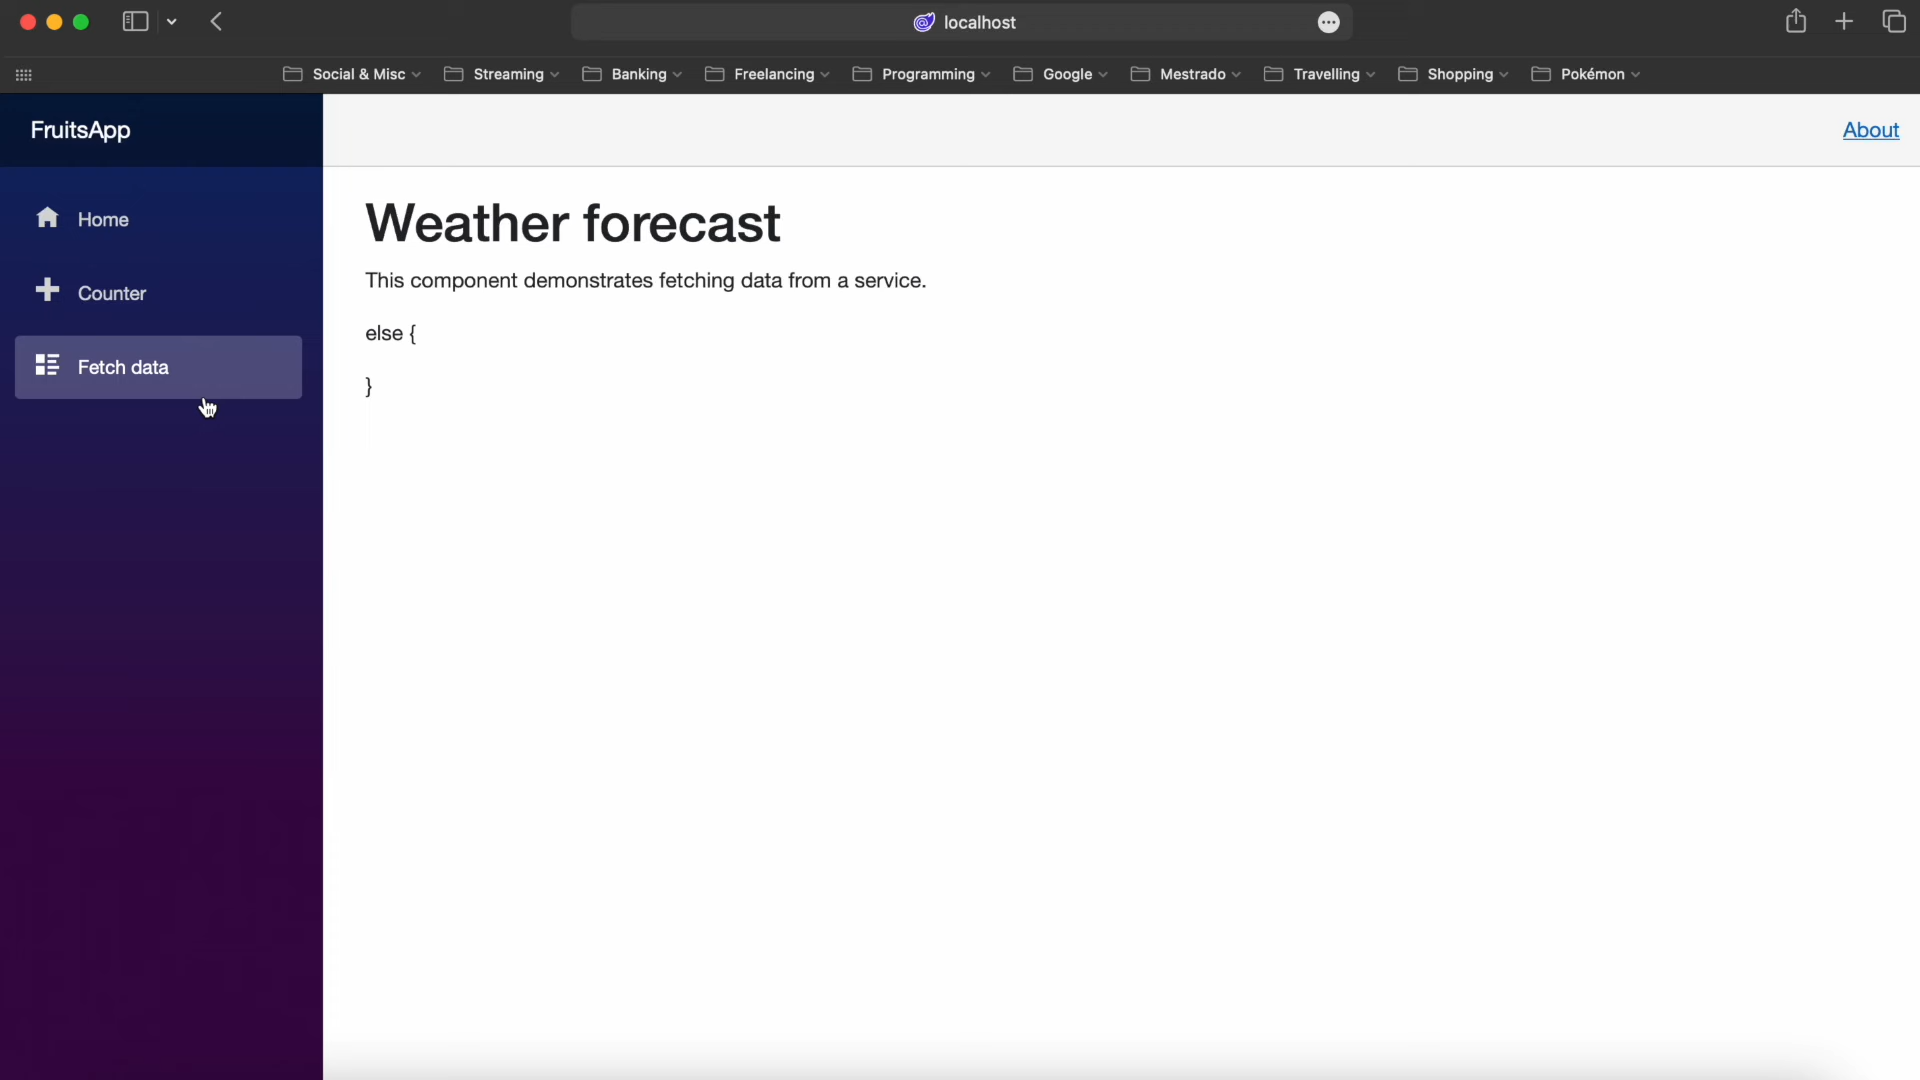 localhost
Social & Misc
Streaming
Banking
Freelancing
Programming
Google
Mestrado
Travelling
Shopping
Pokémon
FruitsApp
About
Home
Counter
Fetch data
Weather forecast
This component demonstrates fetching data from a service.
else {
}